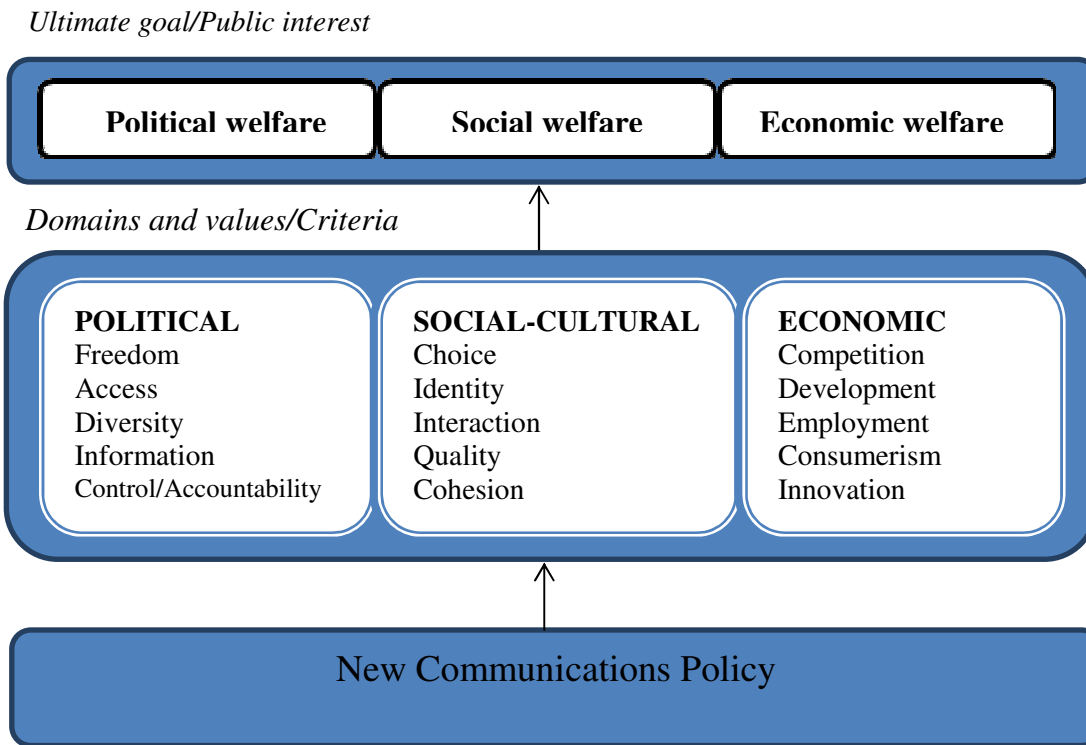 Ultimate goal/Public interest
Political welfare
Social welfare
Economic welfare
Domains and values/Criteria
POLITICAL
Freedom
Access
Diversity
Information
Control/Accountability
SOCIAL-CULTURAL
Choice
Identity
Interaction
Quality
Cohesion
ECONOMIC
Competition
Development
Employment
Consumerism
Innovation
New Communications Policy